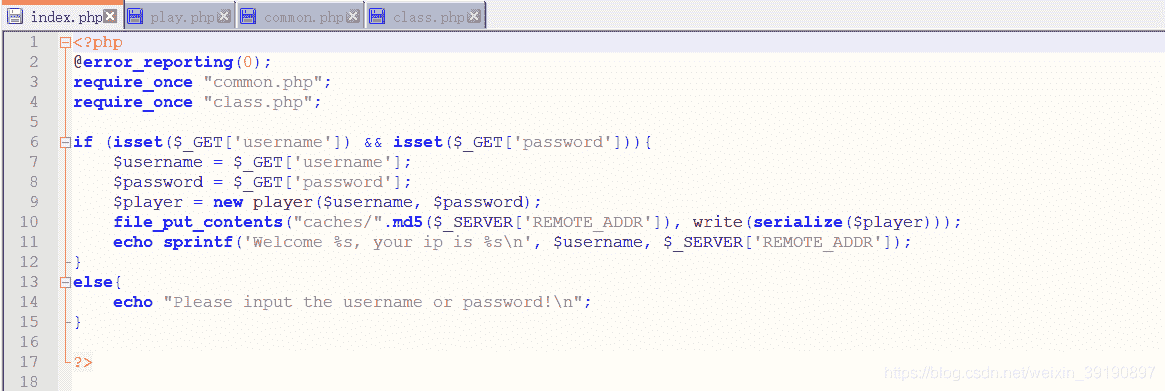 index.php play.php common.php class.php
1 <?php
2 @error_reporting(0);
3 require_once "common.php";
4 require_once "class.php";
5
6 if (isset($_GET['username']) && isset($_GET['password'])){
7 $username = $_GET['username'];
8 $password = $_GET['password'];
9 $player = new player($username, $password);
10 file_put_contents("caches/".md5($_SERVER['REMOTE_ADDR']), write(serialize($player)));
11 echo sprintf('Welcome %s, your ip is %s\n', $username, $_SERVER['REMOTE_ADDR']);
12 }
13 else{
14 echo "Please input the username or password!\n";
15 }
16
17 ?>
18
https://blog.csdn.net/weixin_39190897